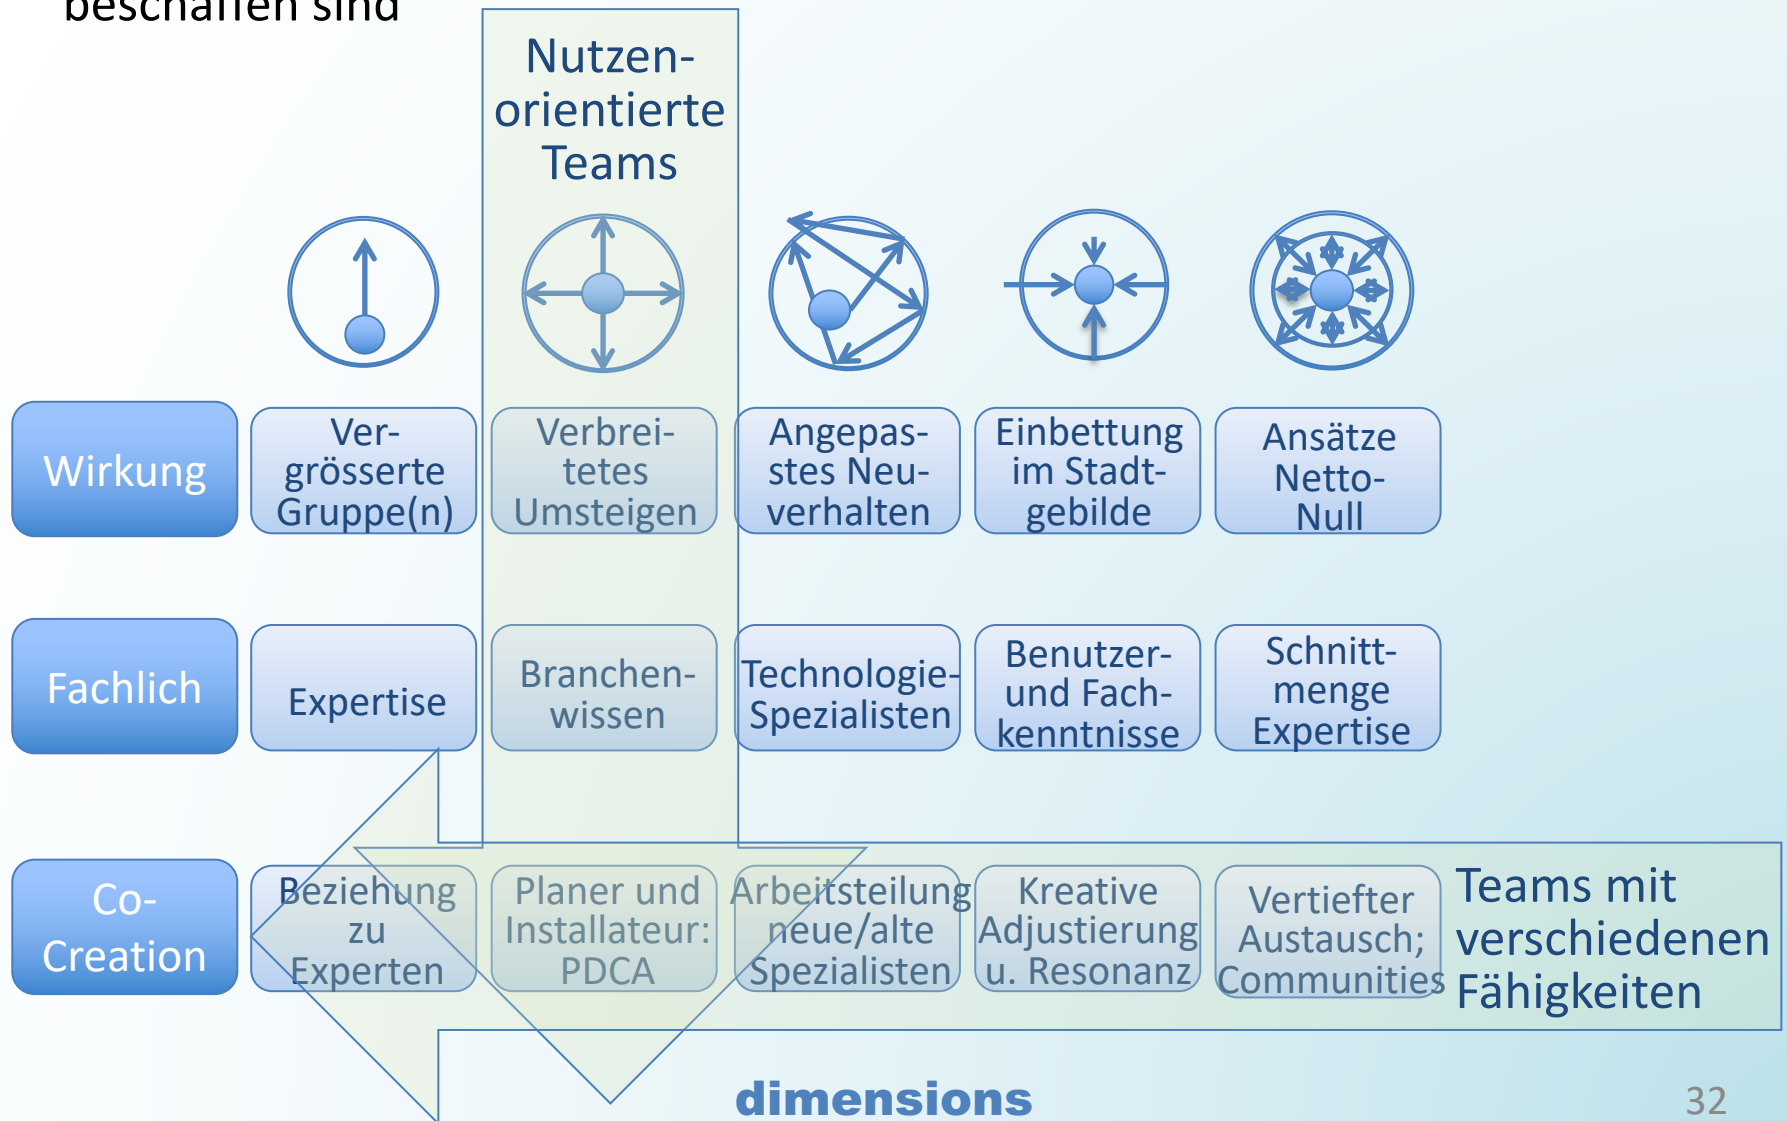 beschaffen sind
Nutzen-
orientierte
Teams
Wirkung
Ver-
grösserte
Gruppe(n)
Verbrei-
tetes
Umsteigen
Angepas-
stes Neu-
verhalten
Einbettung
im Stadt-
gebilde
Ansätze
Netto-
Null
Fachlich
Expertise
Branchen-
wissen
Technologie-
Spezialisten
Benutzer-
und Fach-
kenntnisse
Schnitt-
menge
Expertise
Co-
Creation
Beziehung
zu
Experten
Planer und
Installateur:
PDCA
Arbeitsteilung
neue/alte
Spezialisten
Kreative
Adjustierung
u. Resonanz
Vertiefter
Austausch;
Communities
Teams mit
verschiedenen
Fähigkeiten
dimensions
32